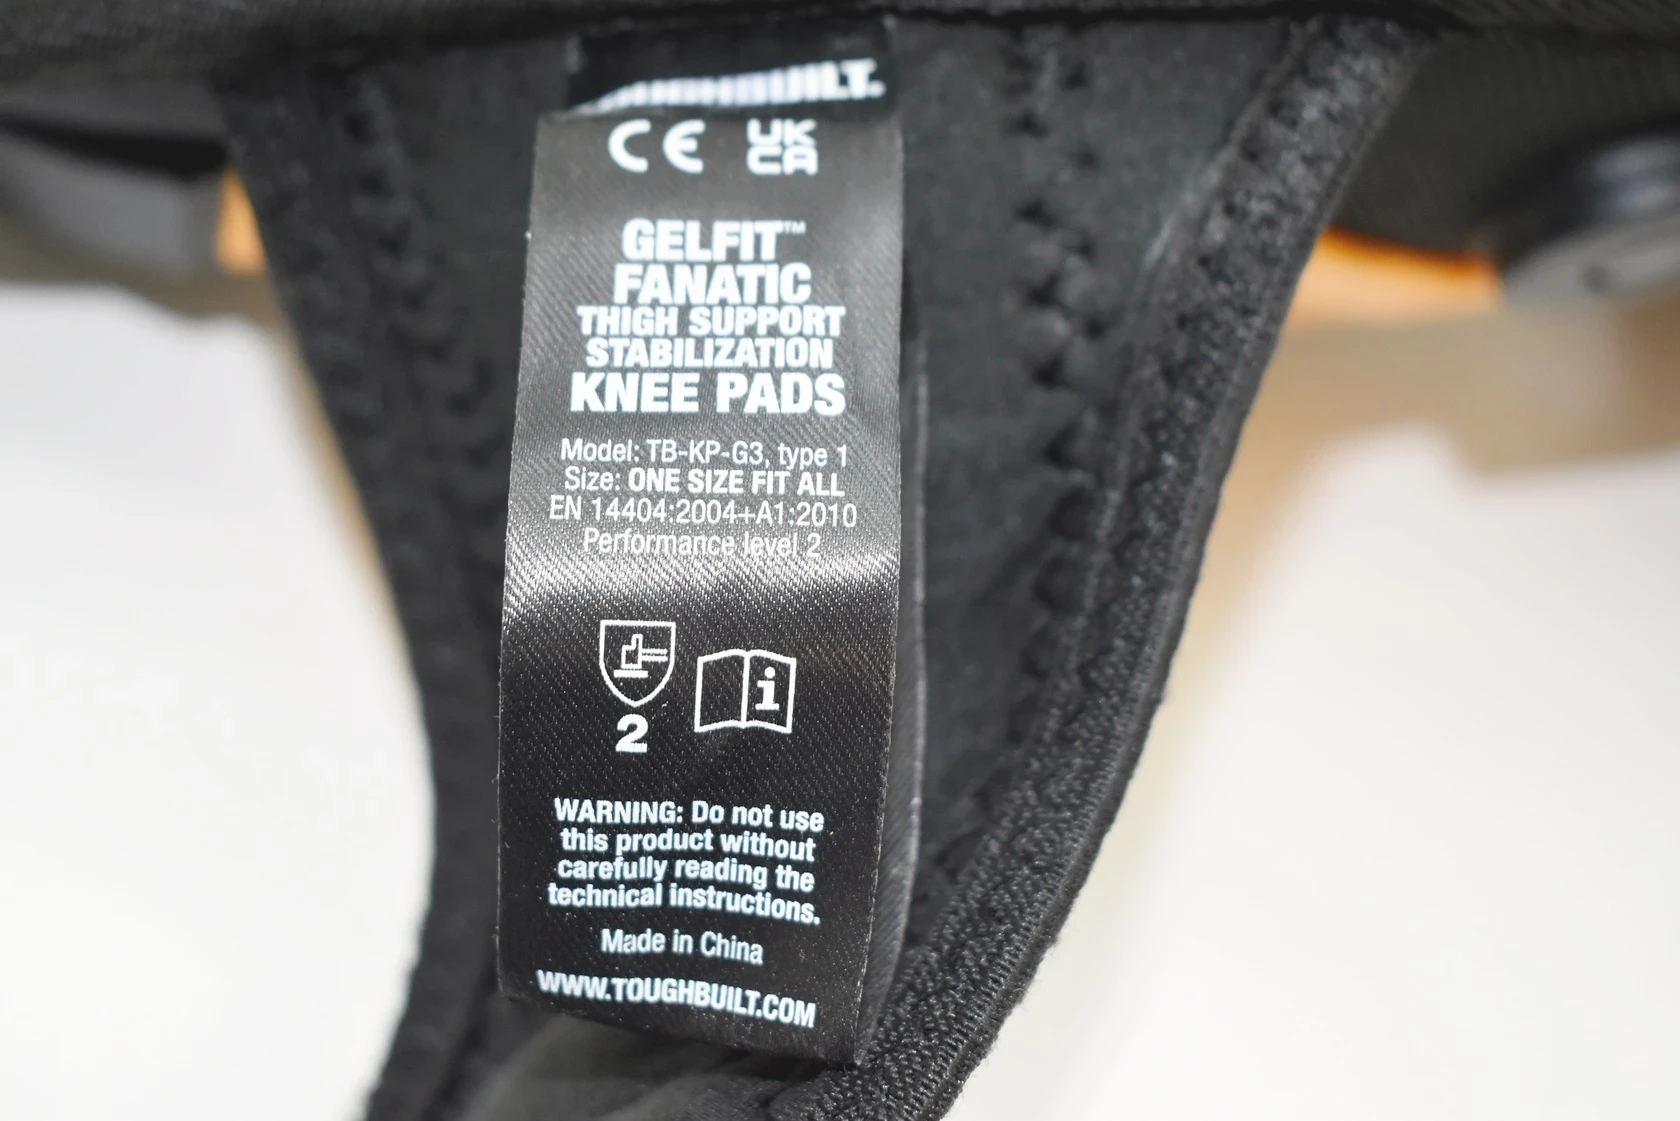 TOUGHBUILT.
CE UK CA
GELFIT™
FANATIC
THIGH SUPPORT
STABILIZATION
KNEE PADS
Model: TB-KP-G3, type 1
Size: ONE SIZE FIT ALL
EN 14404:2004+A1:2010
Performance level 2
i
2
WARNING: Do not use
this product without
carefully reading the
technical instructions.
Made in China
WWW.TOUGHBUILT.COM